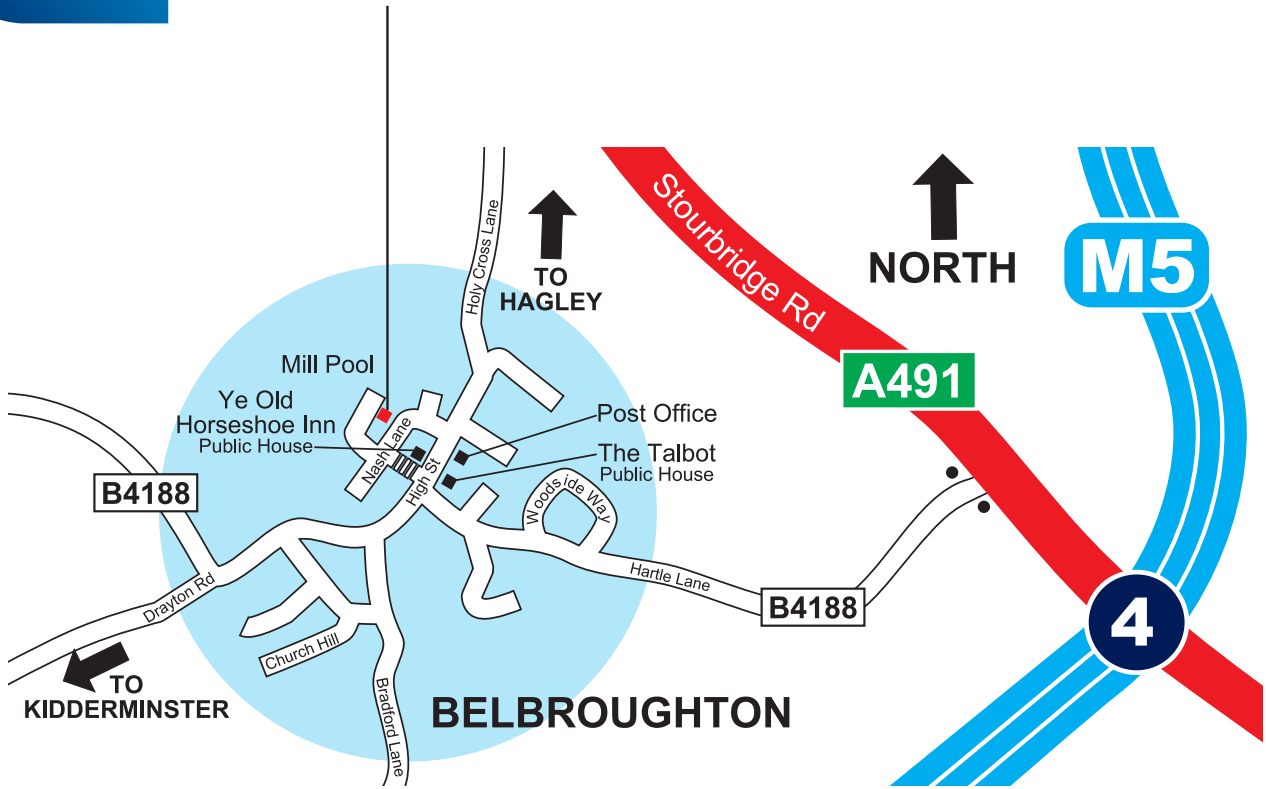 Stourbridge Rd
NORTH
M5
Holy Cross Lane
TO
HAGLEY
A491
Mill Pool
Ye Old
Horseshoe Inn
Public House
Nash Lane
High St
Post Office
The Talbot
Public House
B4188
Woodside Way
Hartle Lane
B4188
Drayton Rd
4
Church Hill
TO
KIDDERMINSTER
Bradford Lane
BELBROUGHTON